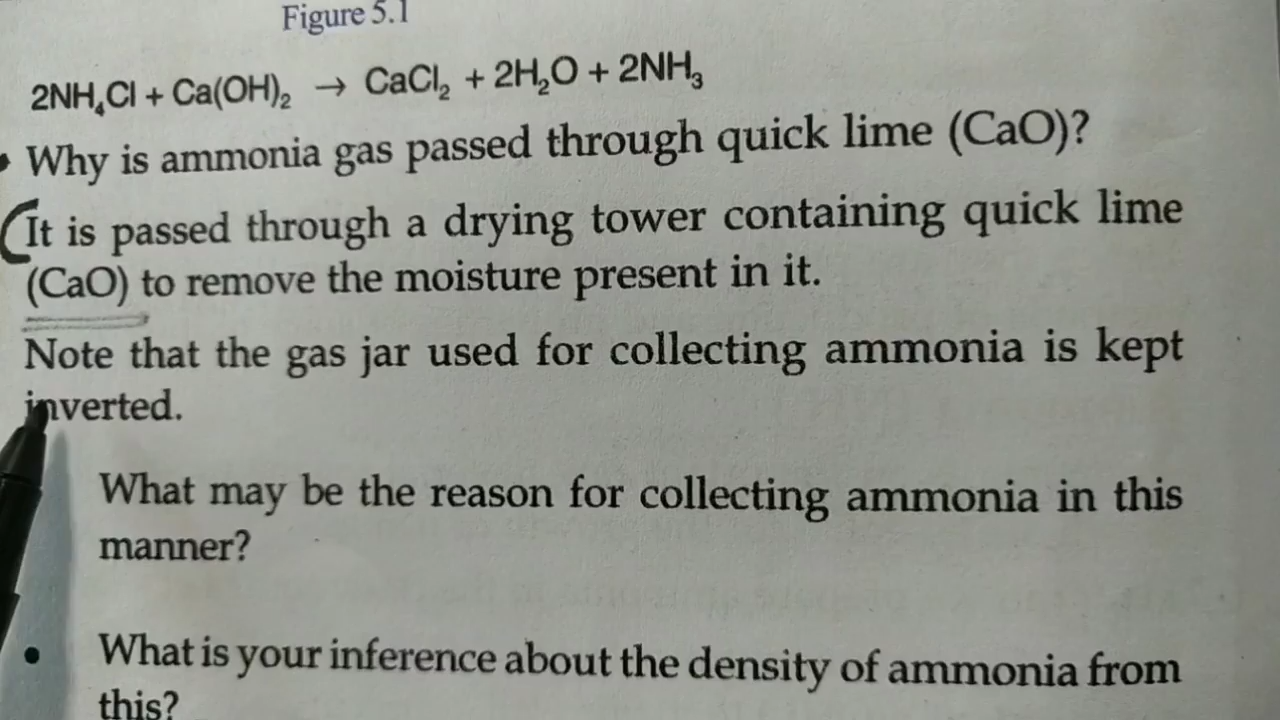 Figure 5.1
2NH₄Cl + Ca(OH)₂ → CaCl₂ + 2H₂O + 2NH₃
Why is ammonia gas passed through quick lime (CaO)?
It is passed through a drying tower containing quick lime
(CaO) to remove the moisture present in it.
Note that the gas jar used for collecting ammonia is kept
inverted.
What may be the reason for collecting ammonia in this
manner?
• What is your inference about the density of ammonia from
this?